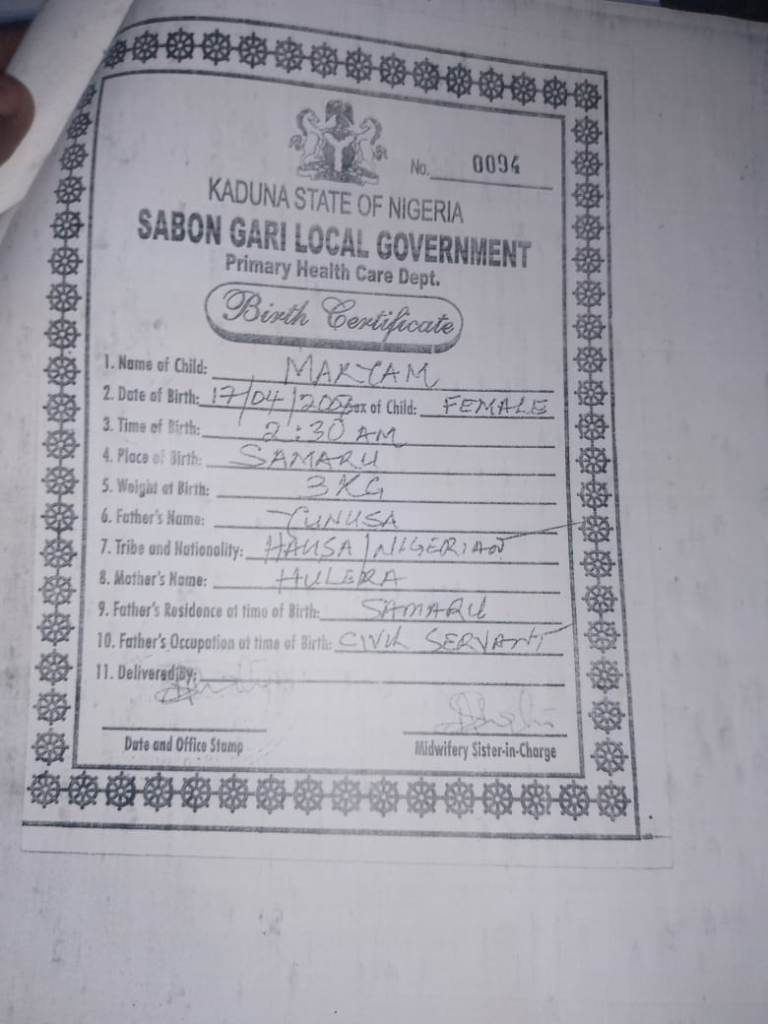 No. 0094
KADUNA STATE OF NIGERIA
SABON GARI LOCAL GOVERNMENT
Primary Health Care Dept.
Birth Certificate
1. Name of Child: MARYAM
2. Date of Birth: 17/04/200 Sex of Child: FEMALE
3. Time of Birth: 2:30 AM
4. Place of Birth: SAMARU
5. Weight at Birth: 3KG
6. Father's Name: YUNUSA
7. Tribe and Nationality: HAUSA/NIGERIAN
8. Mother's Name: HULERA
9. Father's Residence at time of Birth: SAMARU
10. Father's Occupation at time of Birth: CIVIL SERVANT
11. Delivered By:
Date and Office Stamp Midwifery Sister-in-Charge